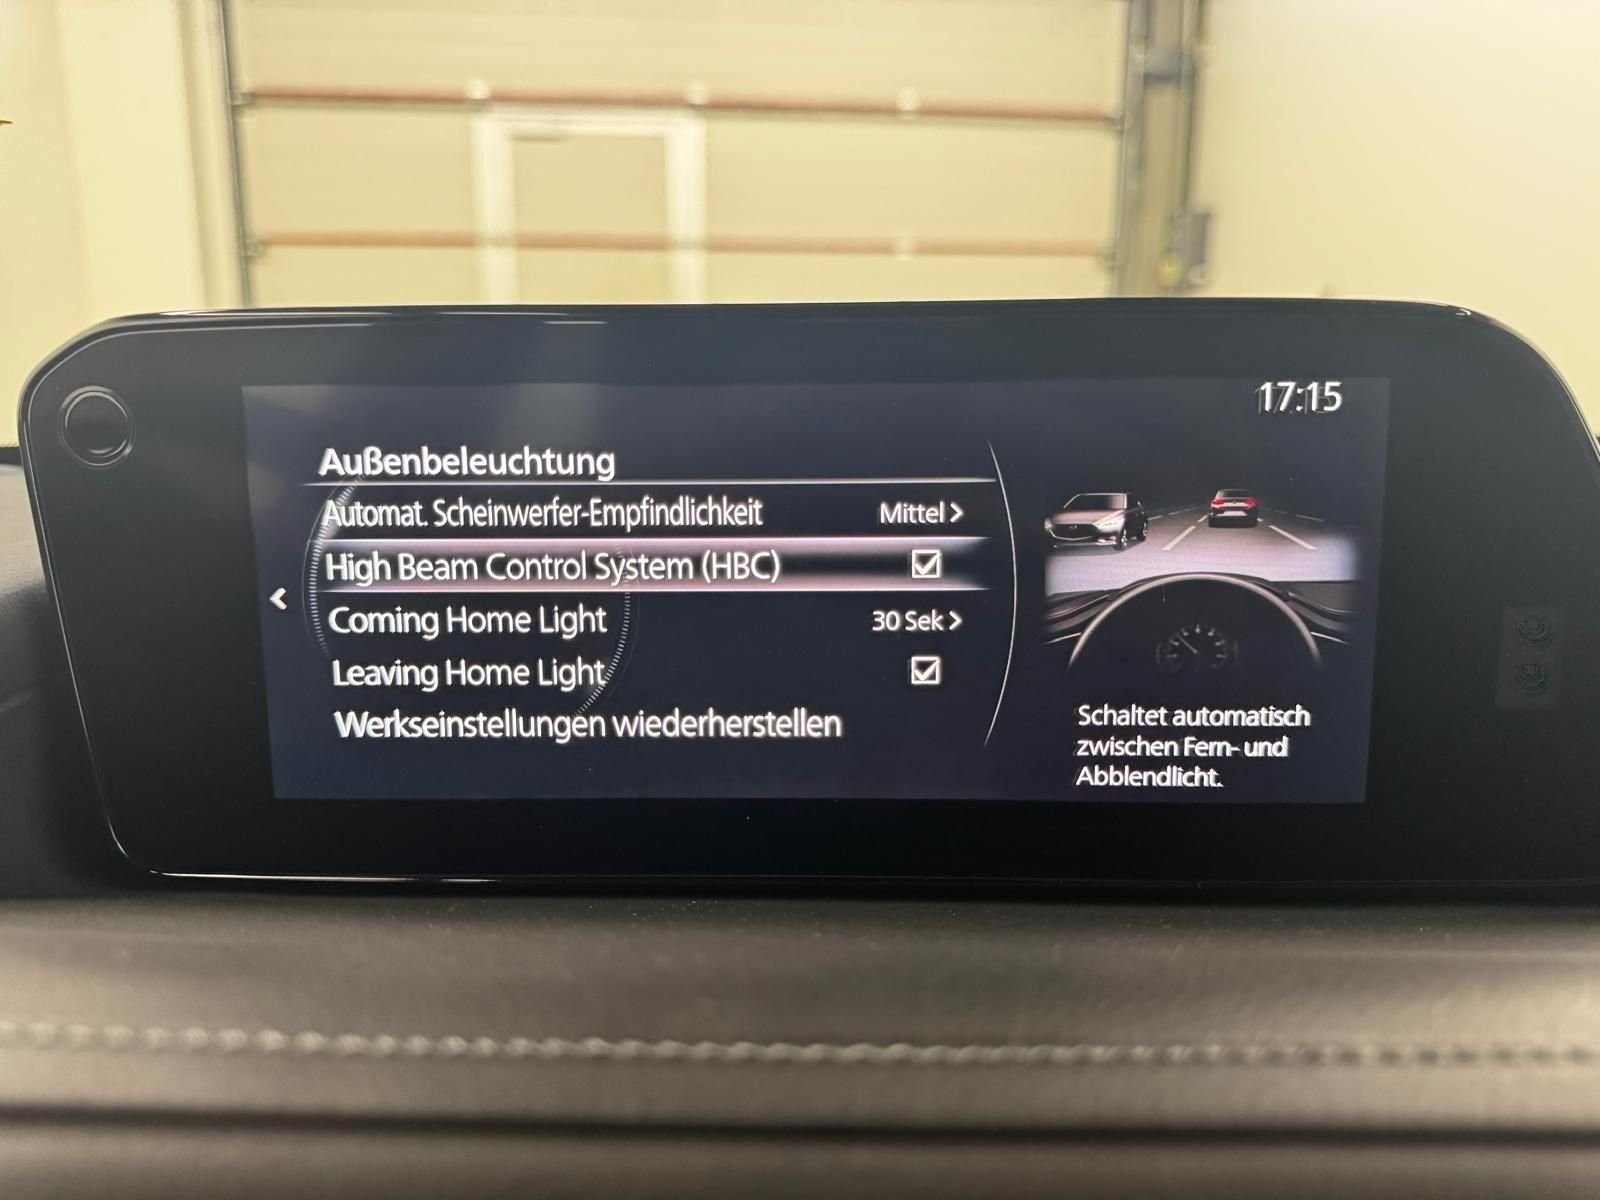 17:15
Außenbeleuchtung
Automat. Scheinwerfer-Empfindlichkeit Mittel >
High Beam Control System (HBC)
Coming Home Light 30 Sek >
Leaving Home Light
Werkseinstellungen wiederherstellen
Schaltet automatisch
zwischen Fern- und
Abblendlicht.